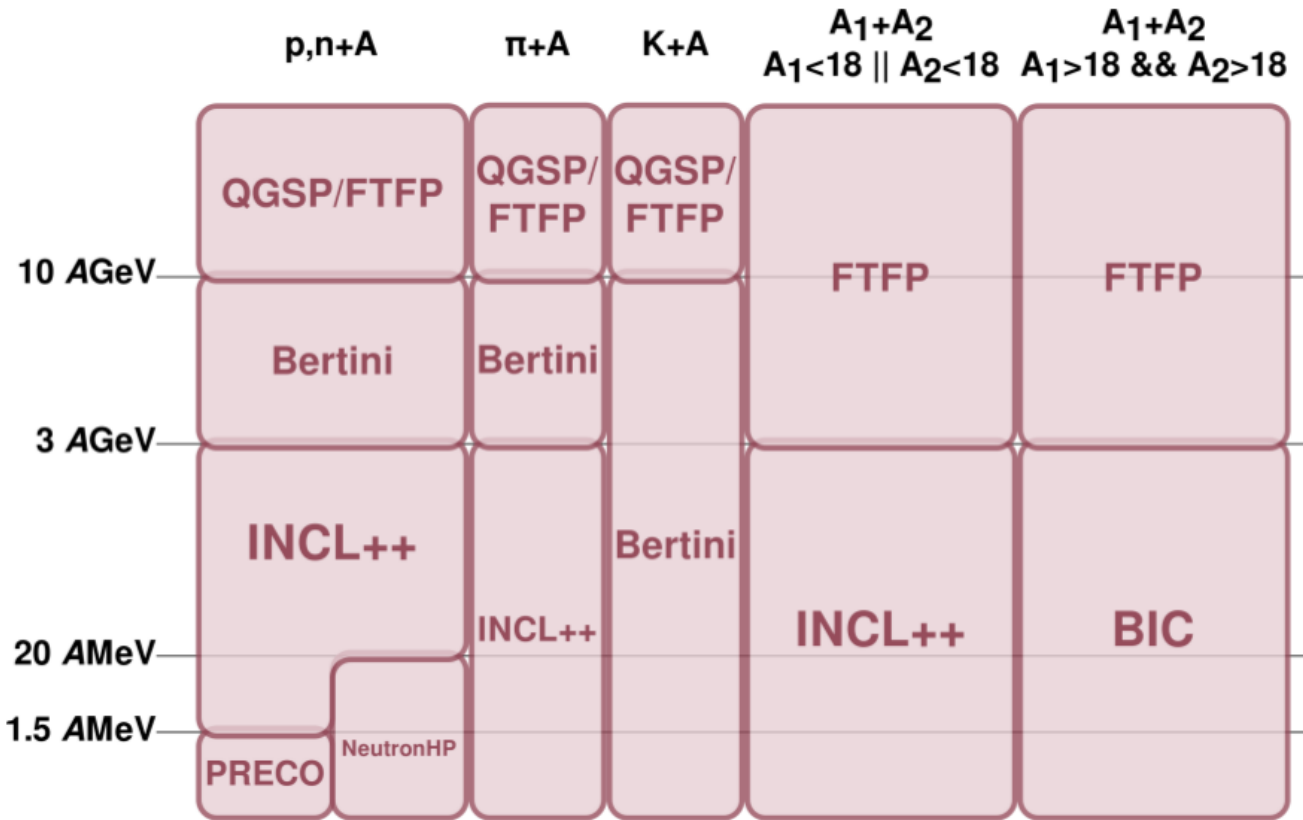 p,n+A
π+A
K+A
A1+A2
A1<18 || A2<18
A1+A2
A1>18 && A2>18
QGSP/FTFP
QGSP/
FTFP
QGSP/
FTFP
10 AGeV
FTFP
FTFP
Bertini
Bertini
3 AGeV
INCL++
Bertini
INCL++
INCL++
BIC
20 AMeV
1.5 AMeV
NeutronHP
PRECO